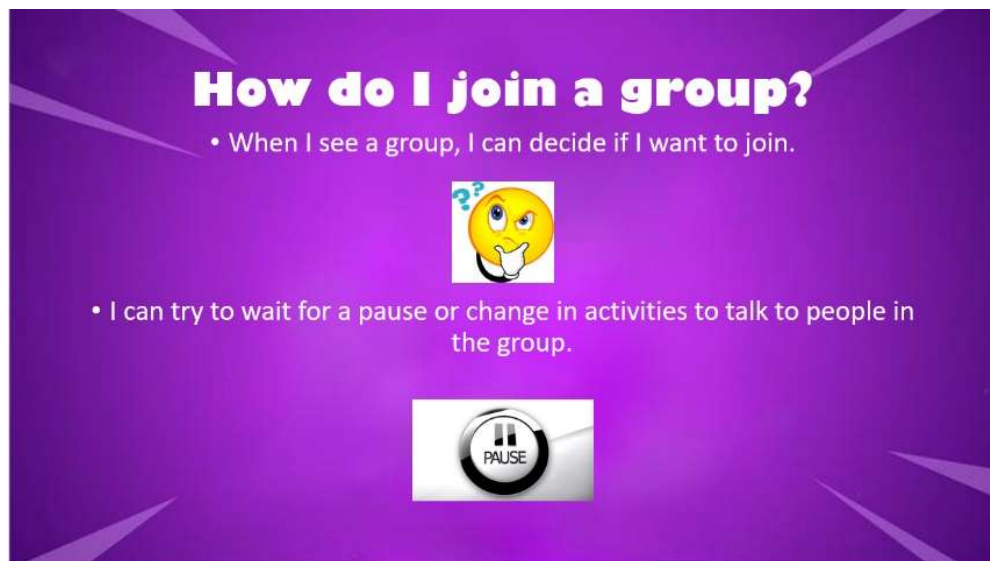 How do I join a group?
• When I see a group, I can decide if I want to join.
??
• I can try to wait for a pause or change in activities to talk to people in
the group.
PAUSE